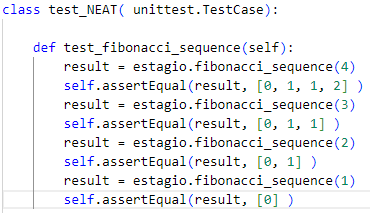 class test_NEAT( unittest.TestCase):
def test_fibonacci_sequence(self):
result = estagio.fibonacci_sequence(4)
self.assertEqual(result, [0, 1, 1, 2] )
result = estagio.fibonacci_sequence(3)
self.assertEqual(result, [0, 1, 1] )
result = estagio.fibonacci_sequence(2)
self.assertEqual(result, [0, 1] )
result = estagio.fibonacci_sequence(1)
self.assertEqual(result, [0] )